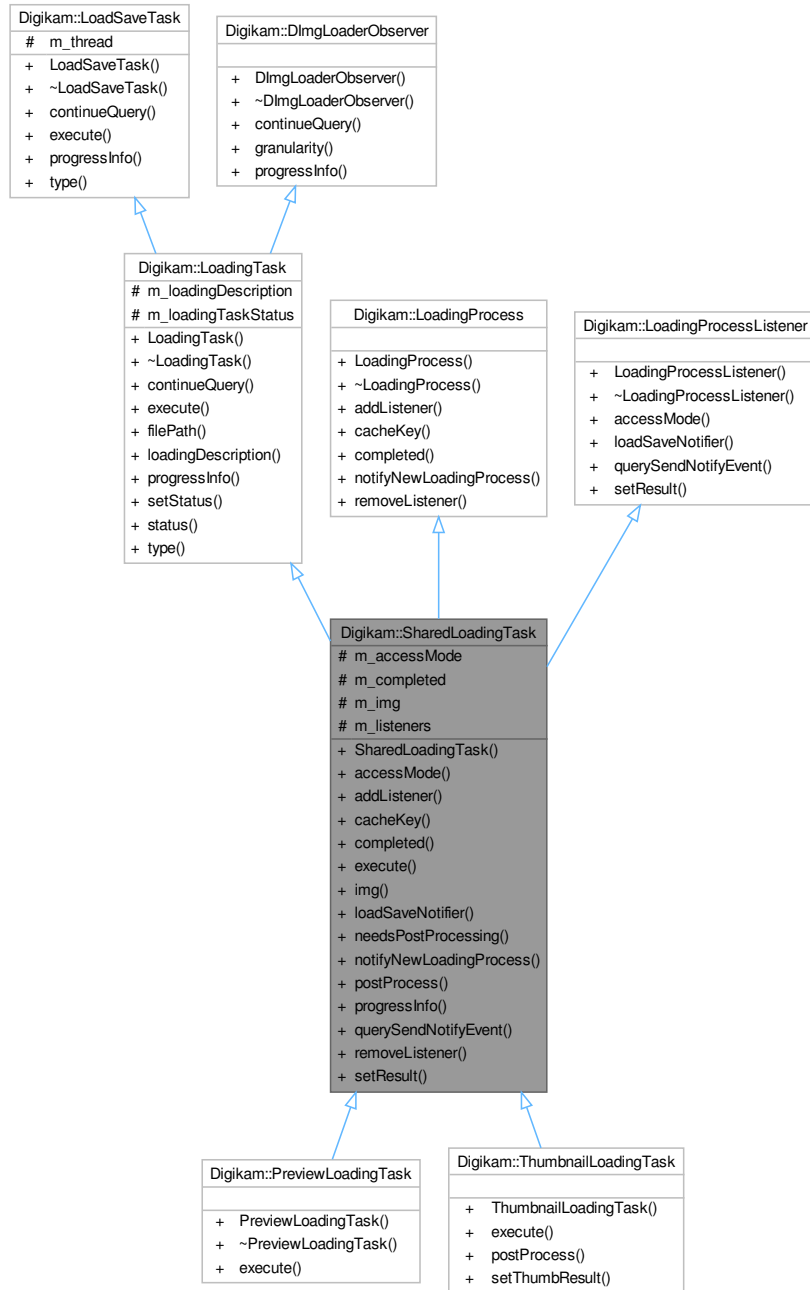 Digikam::LoadSaveTask
# m_thread
+ LoadSaveTask()
+ ~LoadSaveTask()
+ continueQuery()
+ execute()
+ progressInfo()
+ type()
Digikam::DImgLoaderObserver
+ DImgLoaderObserver()
+ ~DImgLoaderObserver()
+ continueQuery()
+ granularity()
+ progressInfo()
Digikam::LoadingTask
# m_loadingDescription
# m_loadingTaskStatus
+ LoadingTask()
+ ~LoadingTask()
+ continueQuery()
+ execute()
+ filePath()
+ loadingDescription()
+ progressInfo()
+ setStatus()
+ status()
+ type()
Digikam::LoadingProcess
+ LoadingProcess()
+ ~LoadingProcess()
+ addListener()
+ cacheKey()
+ completed()
+ notifyNewLoadingProcess()
+ removeListener()
Digikam::LoadingProcessListener
+ LoadingProcessListener()
+ ~LoadingProcessListener()
+ accessMode()
+ loadSaveNotifier()
+ querySendNotifyEvent()
+ setResult()
Digikam::SharedLoadingTask
# m_accessMode
# m_completed
# m_img
# m_listeners
+ SharedLoadingTask()
+ accessMode()
+ addListener()
+ cacheKey()
+ completed()
+ execute()
+ img()
+ loadSaveNotifier()
+ needsPostProcessing()
+ notifyNewLoadingProcess()
+ postProcess()
+ progressInfo()
+ querySendNotifyEvent()
+ removeListener()
+ setResult()
Digikam::PreviewLoadingTask
+ PreviewLoadingTask()
+ ~PreviewLoadingTask()
+ execute()
Digikam::ThumbnailLoadingTask
+ ThumbnailLoadingTask()
+ execute()
+ postProcess()
+ setThumbResult()